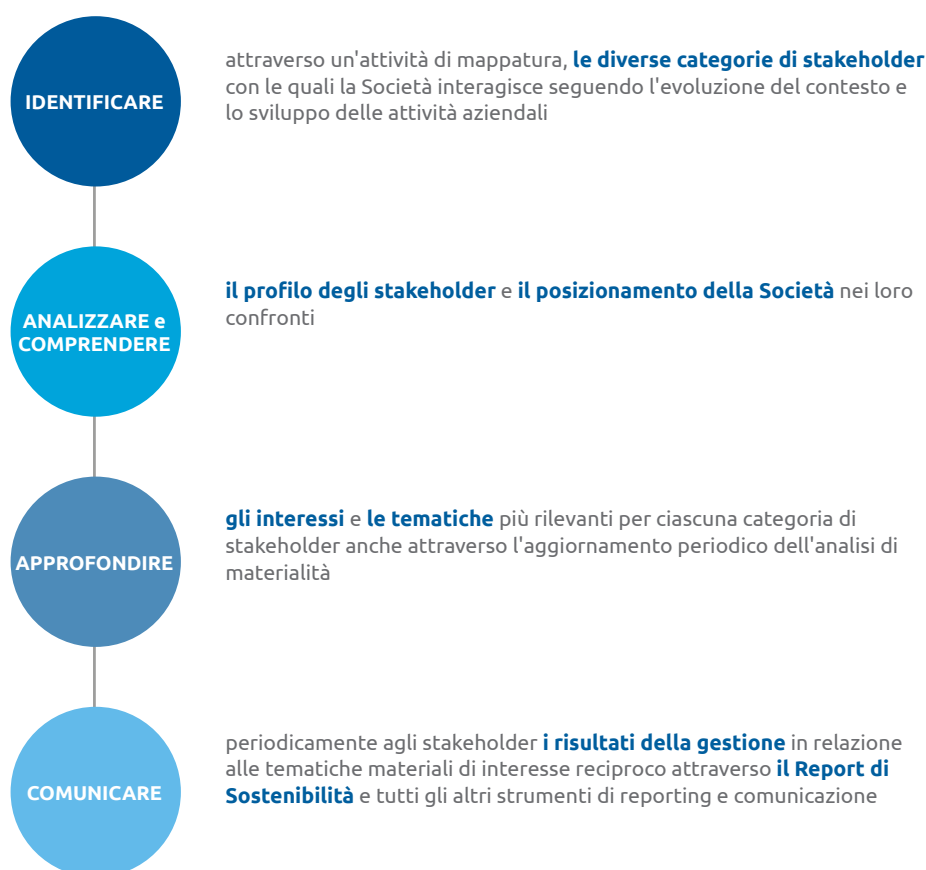 IDENTIFICARE
attraverso un'attività di mappatura, le diverse categorie di stakeholder
con le quali la Società interagisce seguendo l'evoluzione del contesto e
lo sviluppo delle attività aziendali
ANALIZZARE e
COMPRENDERE
il profilo degli stakeholder e il posizionamento della Società nei loro
confronti
APPROFONDIRE
gli interessi e le tematiche più rilevanti per ciascuna categoria di
stakeholder anche attraverso l'aggiornamento periodico dell'analisi di
materialità
COMUNICARE
periodicamente agli stakeholder i risultati della gestione in relazione
alle tematiche materiali di interesse reciproco attraverso il Report di
Sostenibilità e tutti gli altri strumenti di reporting e comunicazione